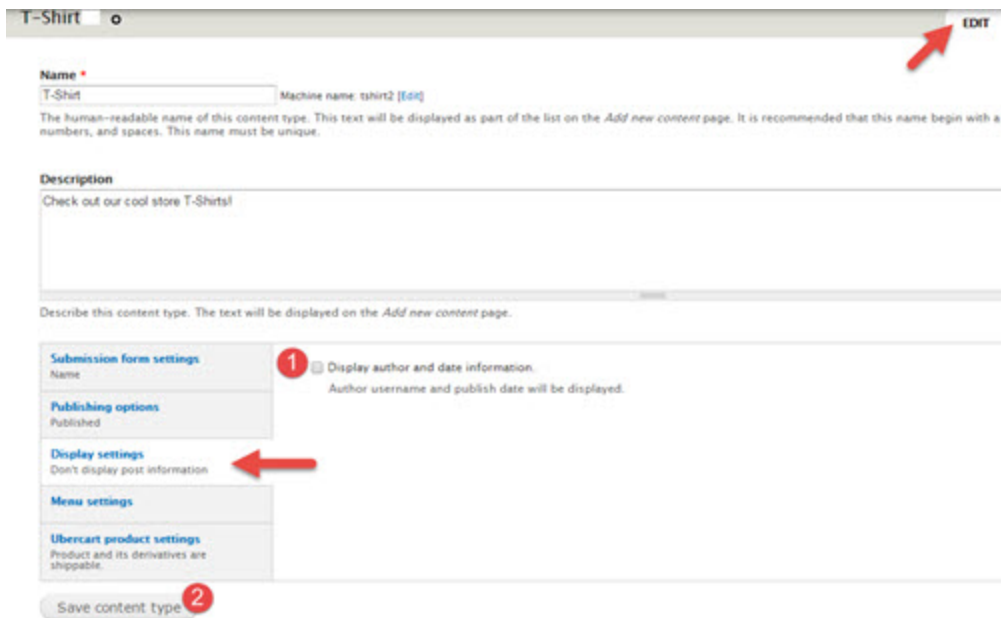 T-Shirt
EDIT
Name *
T-Shirt Machine name: tshirt2 [Edit]
The human-readable name of this content type. This text will be displayed as part of the list on the Add new content page. It is recommended that this name begin with a
numbers, and spaces. This name must be unique.
Description
Check out our cool store T-Shirts!
Describe this content type. The text will be displayed on the Add new content page.
Submission form settings
Name
Publishing options
Published
Display settings
Don't display post information
Menu settings
Ubercart product settings
Product and its derivatives are
shippable.
1 Display author and date information.
Author username and publish date will be displayed.
Save content type 2